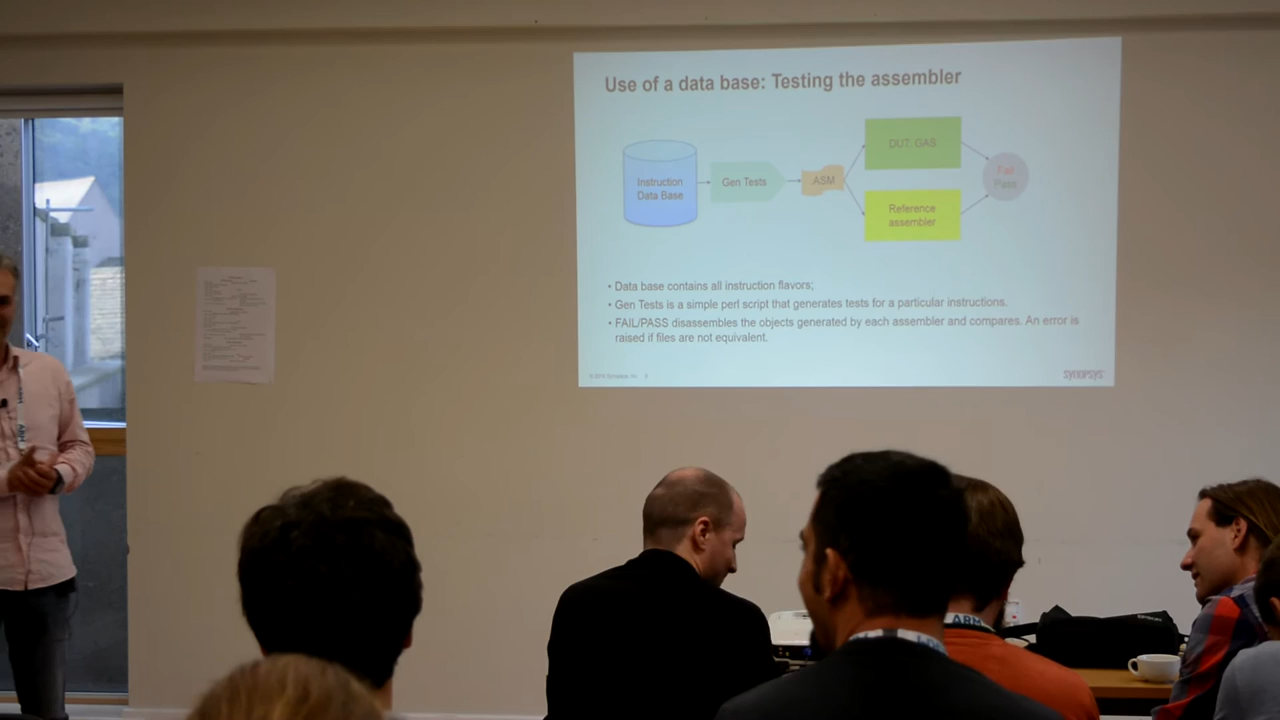 Use of a data base: Testing the assembler
Instruction
Data Base
Gen Tests
ASM
DUT: GAS
Reference
assembler
Fail
Pass
• Data base contains all instruction flavors;
• Gen Tests is a simple perl script that generates tests for a particular instructions.
• FAIL/PASS disassembles the objects generated by each assembler and compares. An error is
raised if files are not equivalent.
SYNOPSYS
ARM
ARM